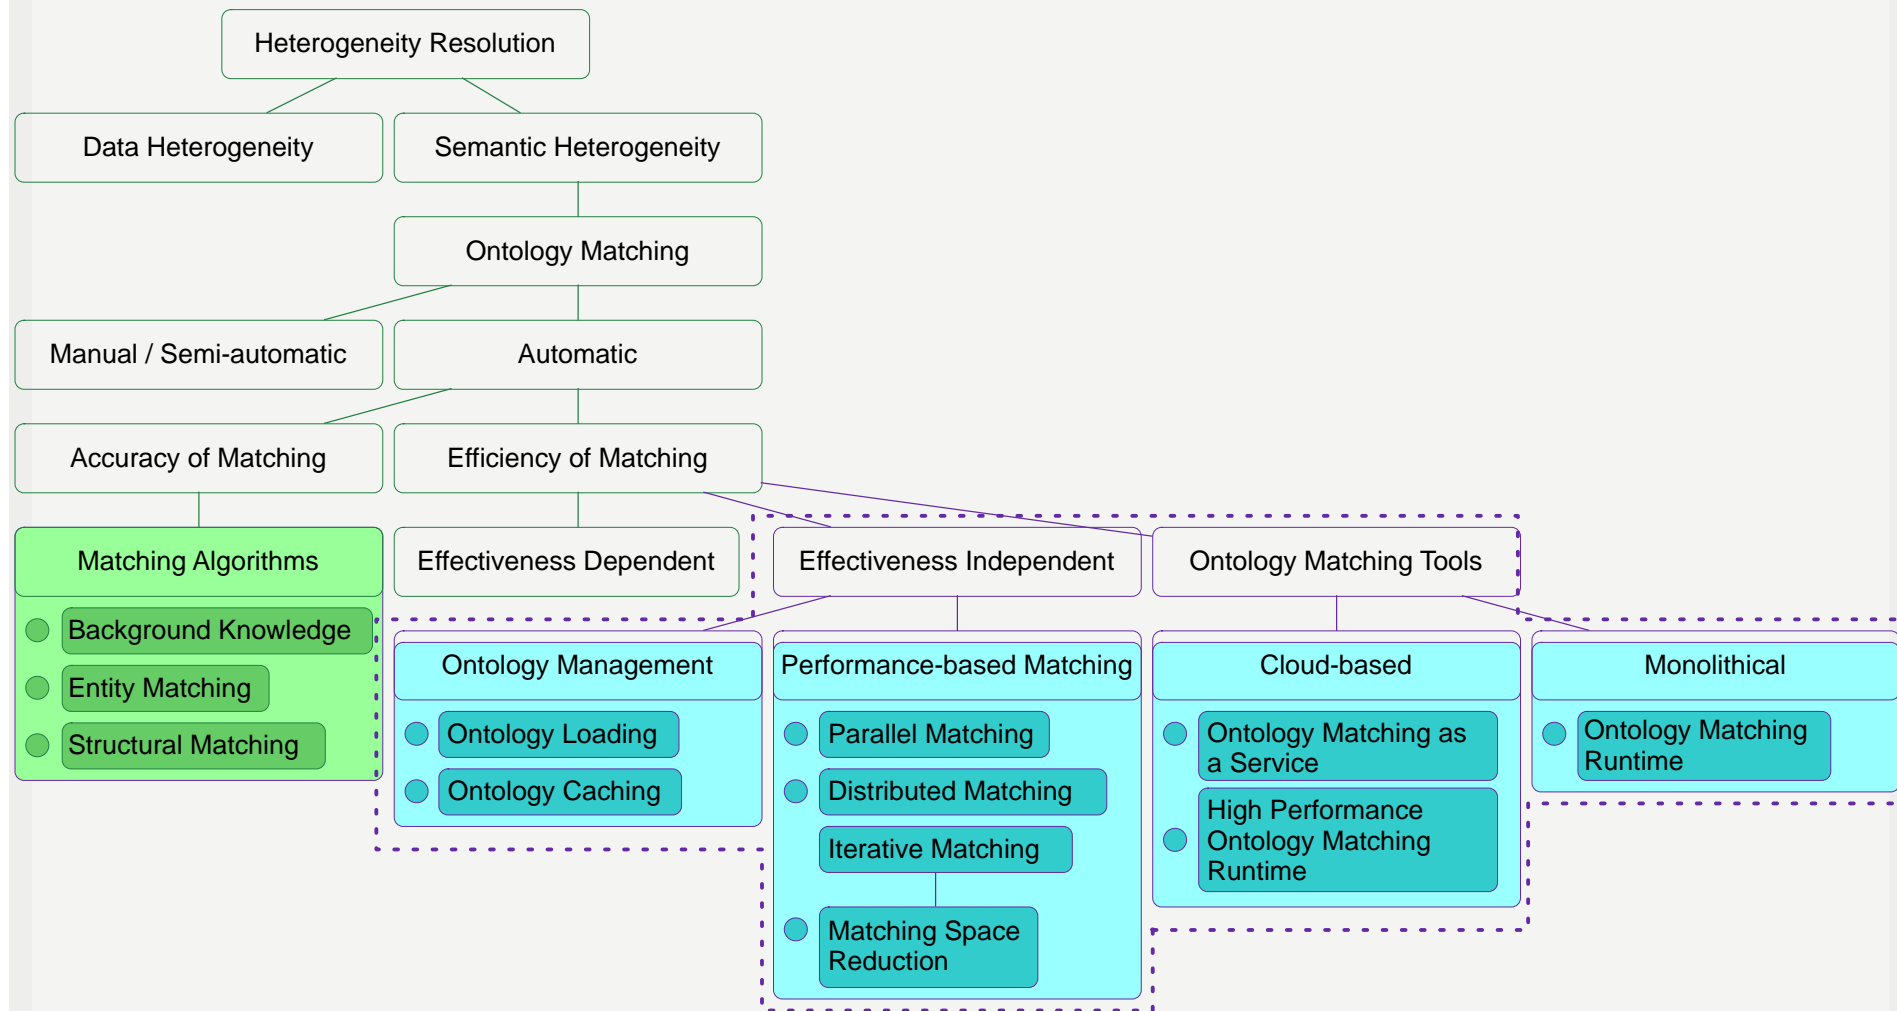 Heterogeneity Resolution
Data Heterogeneity
Semantic Heterogeneity
Ontology Matching
Manual / Semi-automatic
Automatic
Accuracy of Matching
Efficiency of Matching
Matching Algorithms
Effectiveness Dependent
Effectiveness Independent
Ontology Matching Tools
Background Knowledge
Entity Matching
Structural Matching
Ontology Management
Ontology Loading
Ontology Caching
Performance-based Matching
Parallel Matching
Distributed Matching
Iterative Matching
Matching Space
Reduction
Cloud-based
Ontology Matching as
a Service
High Performance
Ontology Matching
Runtime
Monolithical
Ontology Matching
Runtime